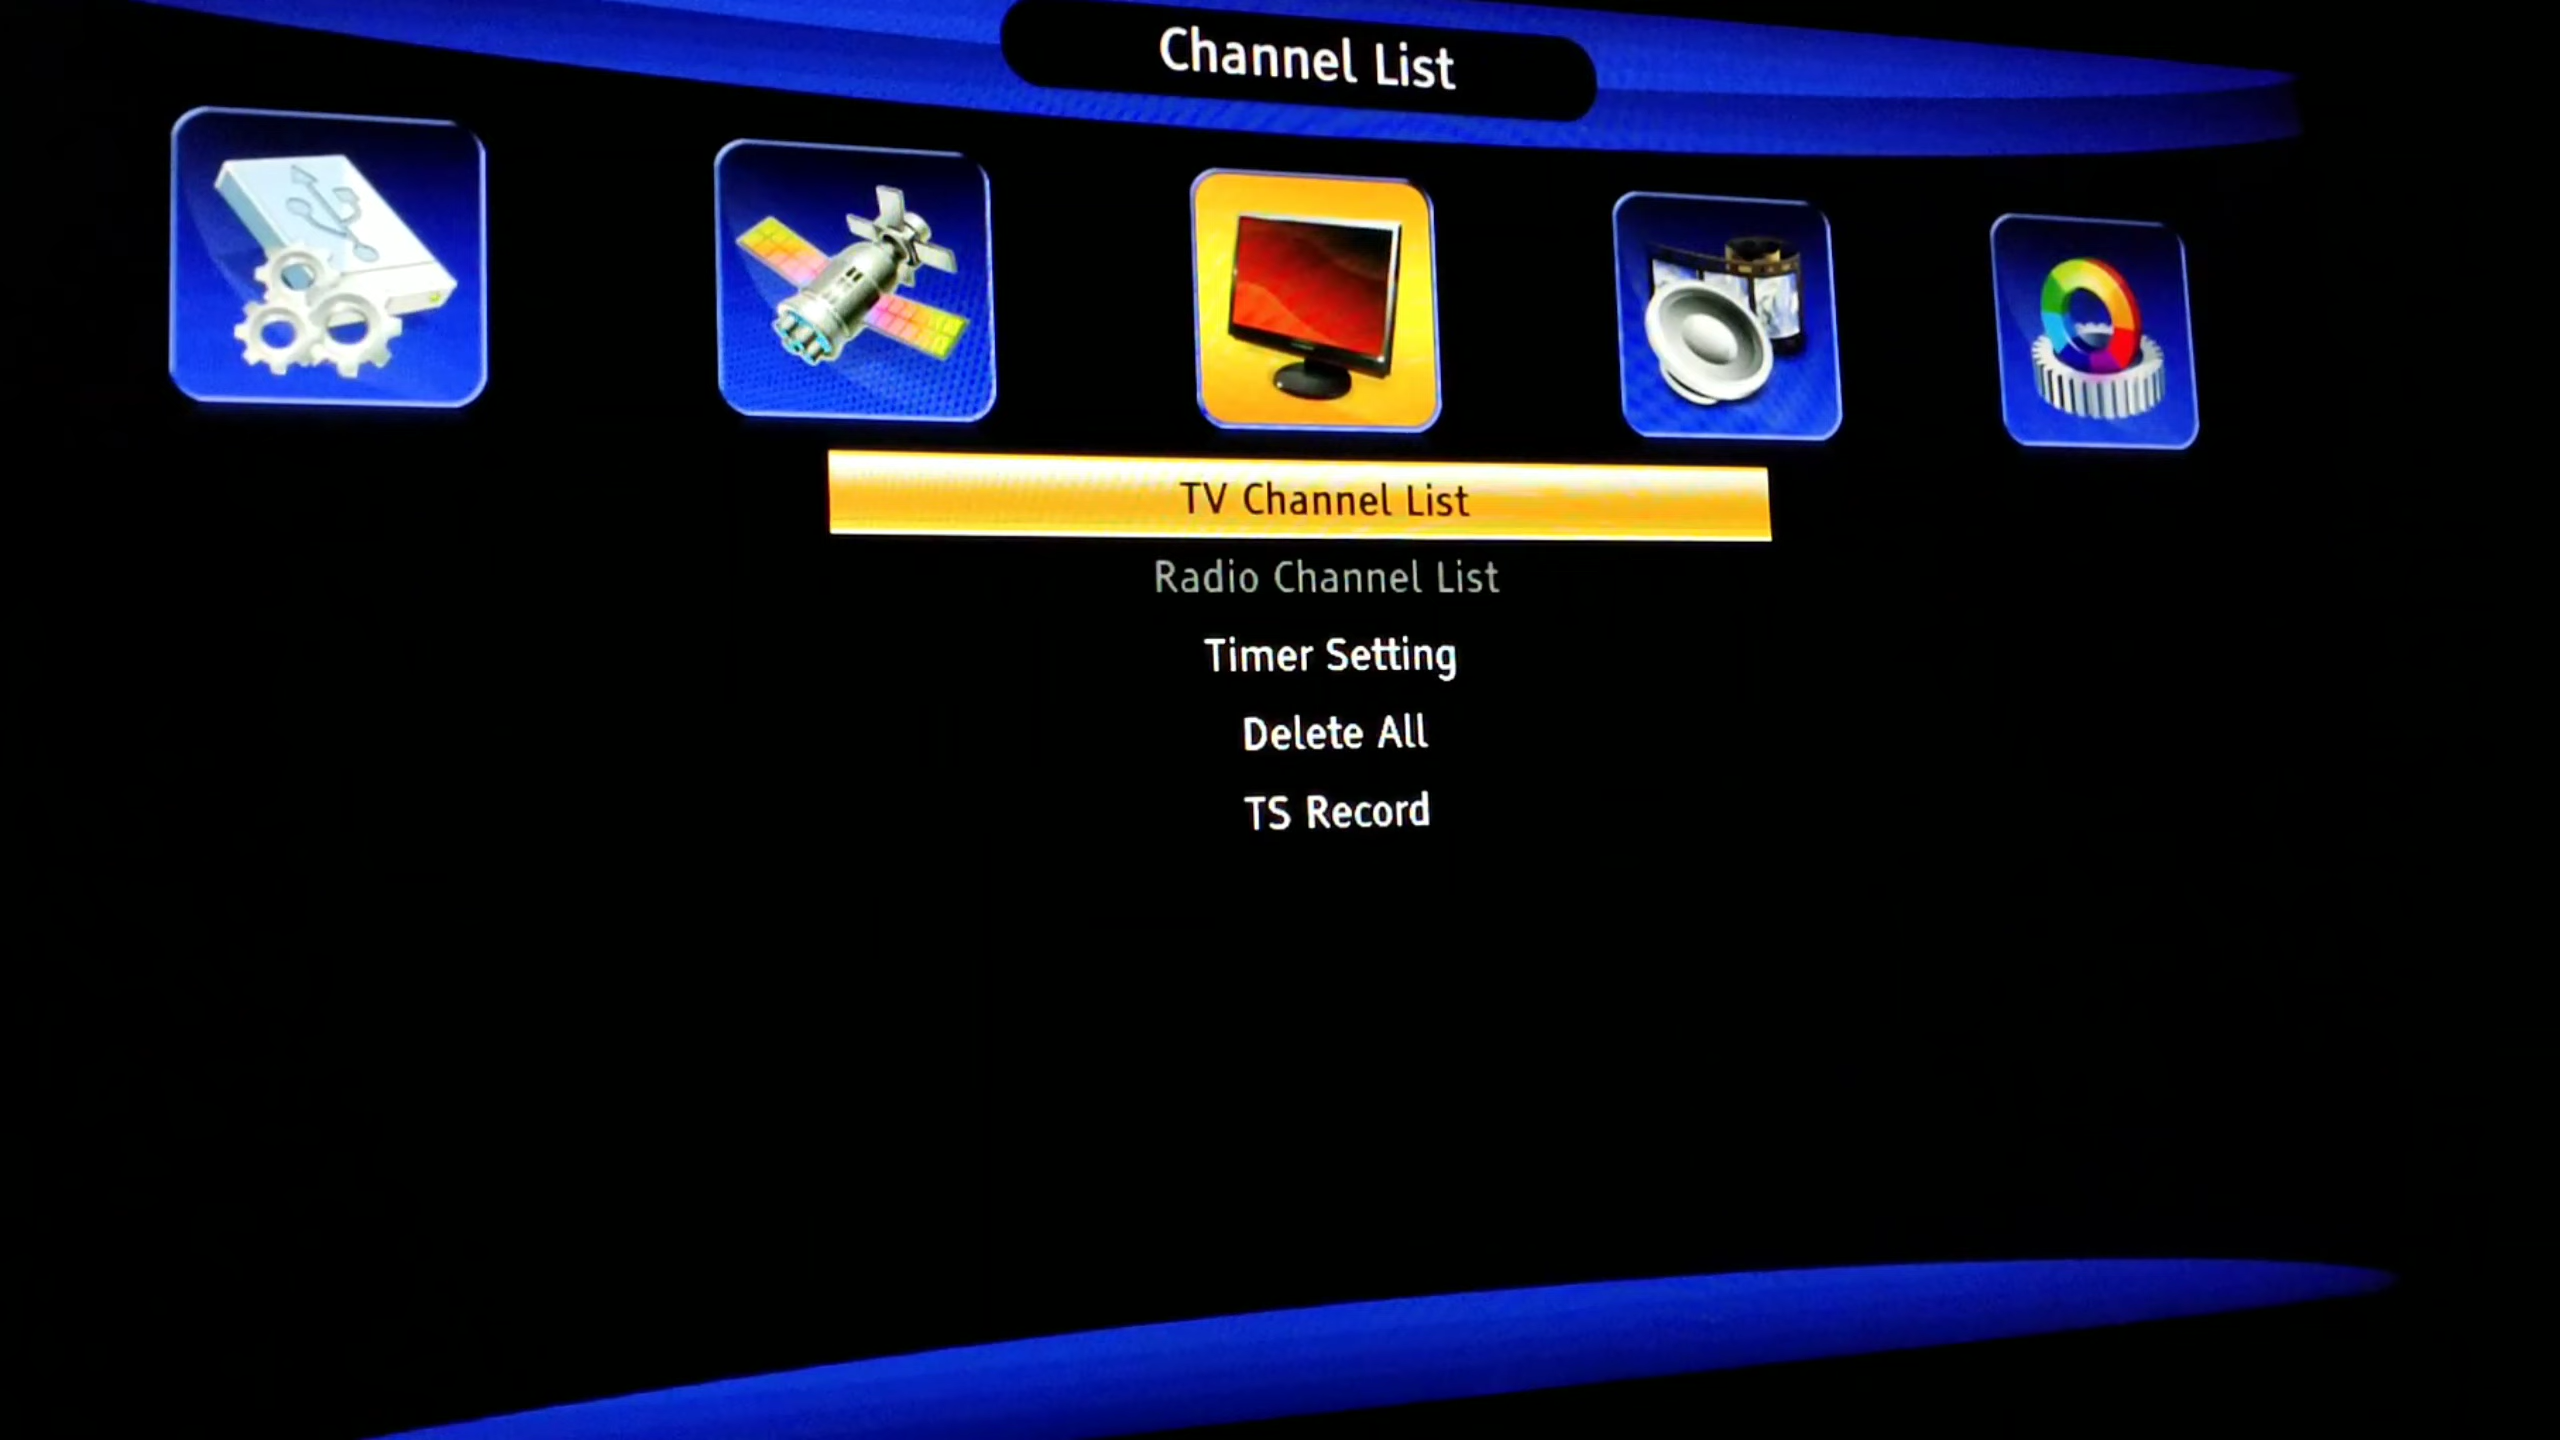 Channel List
TV Channel List
Radio Channel List
Timer Setting
Delete All
TS Record